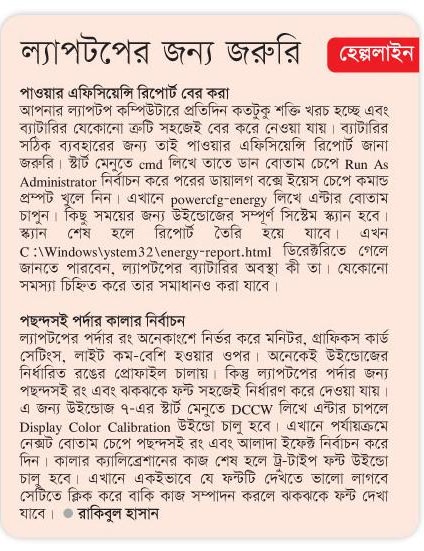 ল্যাপটপের জন্য জরুরি
হেল্পলাইন
পাওয়ার এফিসিয়েন্সি রিপোর্ট বের করা
আপনার ল্যাপটপ কম্পিউটারে প্রতিদিন কতটুকু শক্তি খরচ হচ্ছে এবং
ব্যাটারির যেকোনো ত্রুটি সহজেই বের করে নেওয়া যায়। ব্যাটারির
সঠিক ব্যবহারের জন্য তাই পাওয়ার এফিসিয়েন্সি রিপোর্ট জানা
জরুরি। স্টার্ট মেনুতে cmd লিখে তাতে ডান বোতাম চেপে Run As
Administrator নির্বাচন করে পরের ডায়ালগ বক্সে ইয়েস চেপে কমান্ড
প্রম্পট খুলে নিন। এখানে powercfg-energy লিখে এন্টার বোতাম
চাপুন। কিছু সময়ের জন্য উইন্ডোজের সম্পূর্ণ সিস্টেম স্ক্যান হবে।
স্ক্যান শেষ হলে রিপোর্ট তৈরি হয়ে যাবে। এখন
C:\Windows\ystem32\energy-report.html ডিরেক্টরিতে গেলে
জানতে পারবেন, ল্যাপটপের ব্যাটারির অবস্থা কী তা। যেকোনো
সমস্যা চিহ্নিত করে তার সমাধানও করা যাবে।
পছন্দসই পর্দার কালার নির্বাচন
ল্যাপটপের পর্দার রং অনেকাংশে নির্ভর করে মনিটর, গ্রাফিকস কার্ড
সেটিংস, লাইট কম-বেশি হওয়ার ওপর। অনেকেই উইন্ডোজের
নির্ধারিত রঙের প্রোফাইল চালায়। কিন্তু ল্যাপটপের পর্দার জন্য
পছন্দসই রং এবং ঝকঝকে ফন্ট সহজেই নির্ধারণ করে দেওয়া যায়।
এ জন্য উইন্ডোজ ৭-এর স্টার্ট মেনুতে DCCW লিখে এন্টার চাপলে
Display Color Calibration উইন্ডো চালু হবে। এখানে পর্যায়ক্রমে
নেক্সট বোতাম চেপে পছন্দসই রং এবং আলাদা ইফেক্ট নির্বাচন করে
দিন। কালার ক্যালিব্রেশানের কাজ শেষ হলে ট্রু-টাইপ ফন্ট উইন্ডো
চালু হবে। এখানে একইভাবে যে ফন্টটি দেখতে ভালো লাগবে
সেটিতে ক্লিক করে বাকি কাজ সম্পাদন করলে ঝকঝকে ফন্ট দেখা
যাবে। ● রাকিবুল হাসান